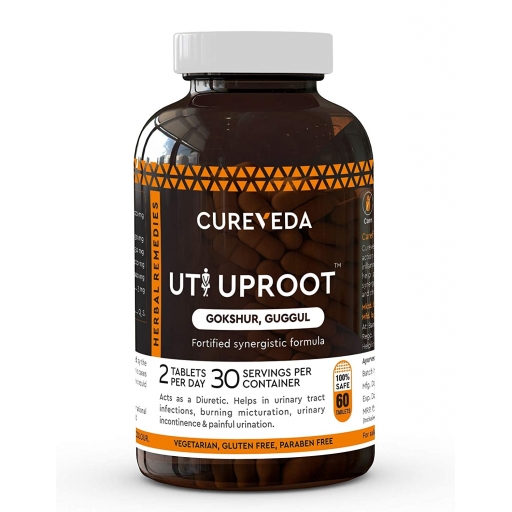 CUREVEDA
HERBAL REMEDIES
UTI UPROOT™
GOKSHUR, GUGGUL
Fortified synergistic formula
2 TABLETS PER DAY 30 SERVINGS PER CONTAINER
100% SAFE
60 TABLETS
Acts as a Diuretic. Helps in urinary tract
infections, burning micturation, urinary
incontinence & painful urination.
VEGETARIAN, GLUTEN FREE, PARABEN FREE